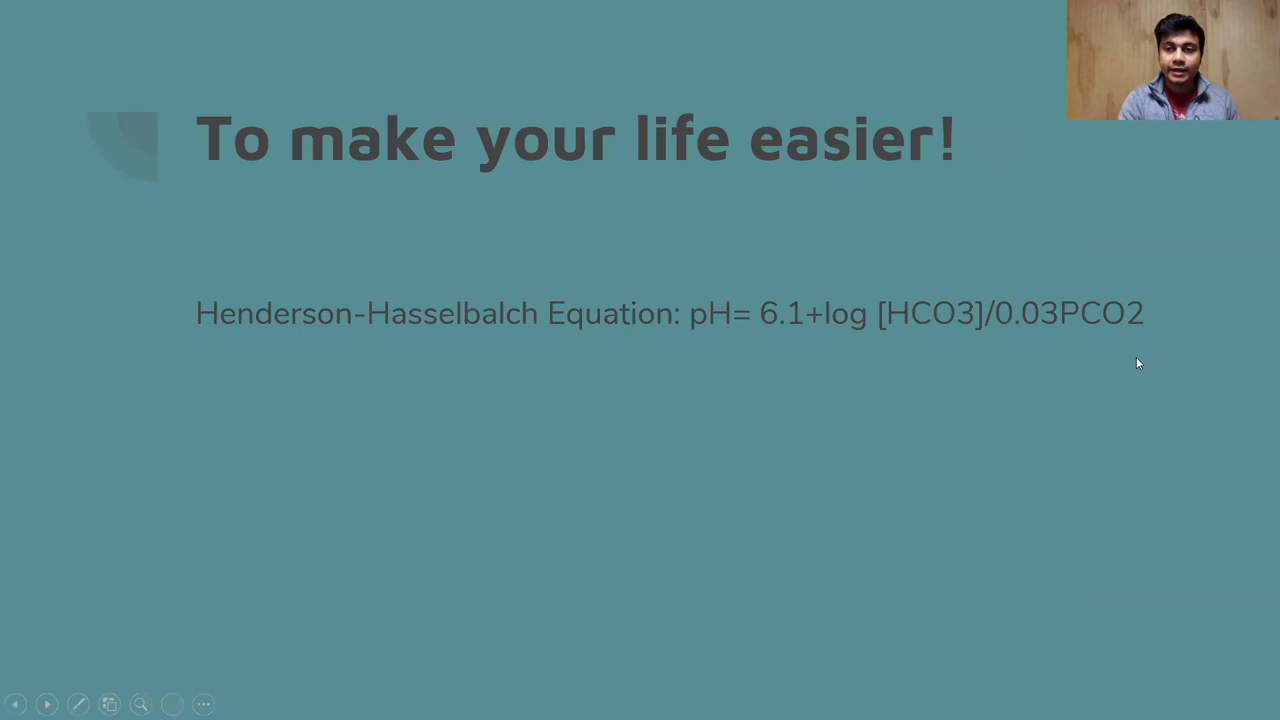 To make your life easier!
Henderson-Hasselbalch Equation: pH= 6.1+log [HCO3]/0.03PCO2